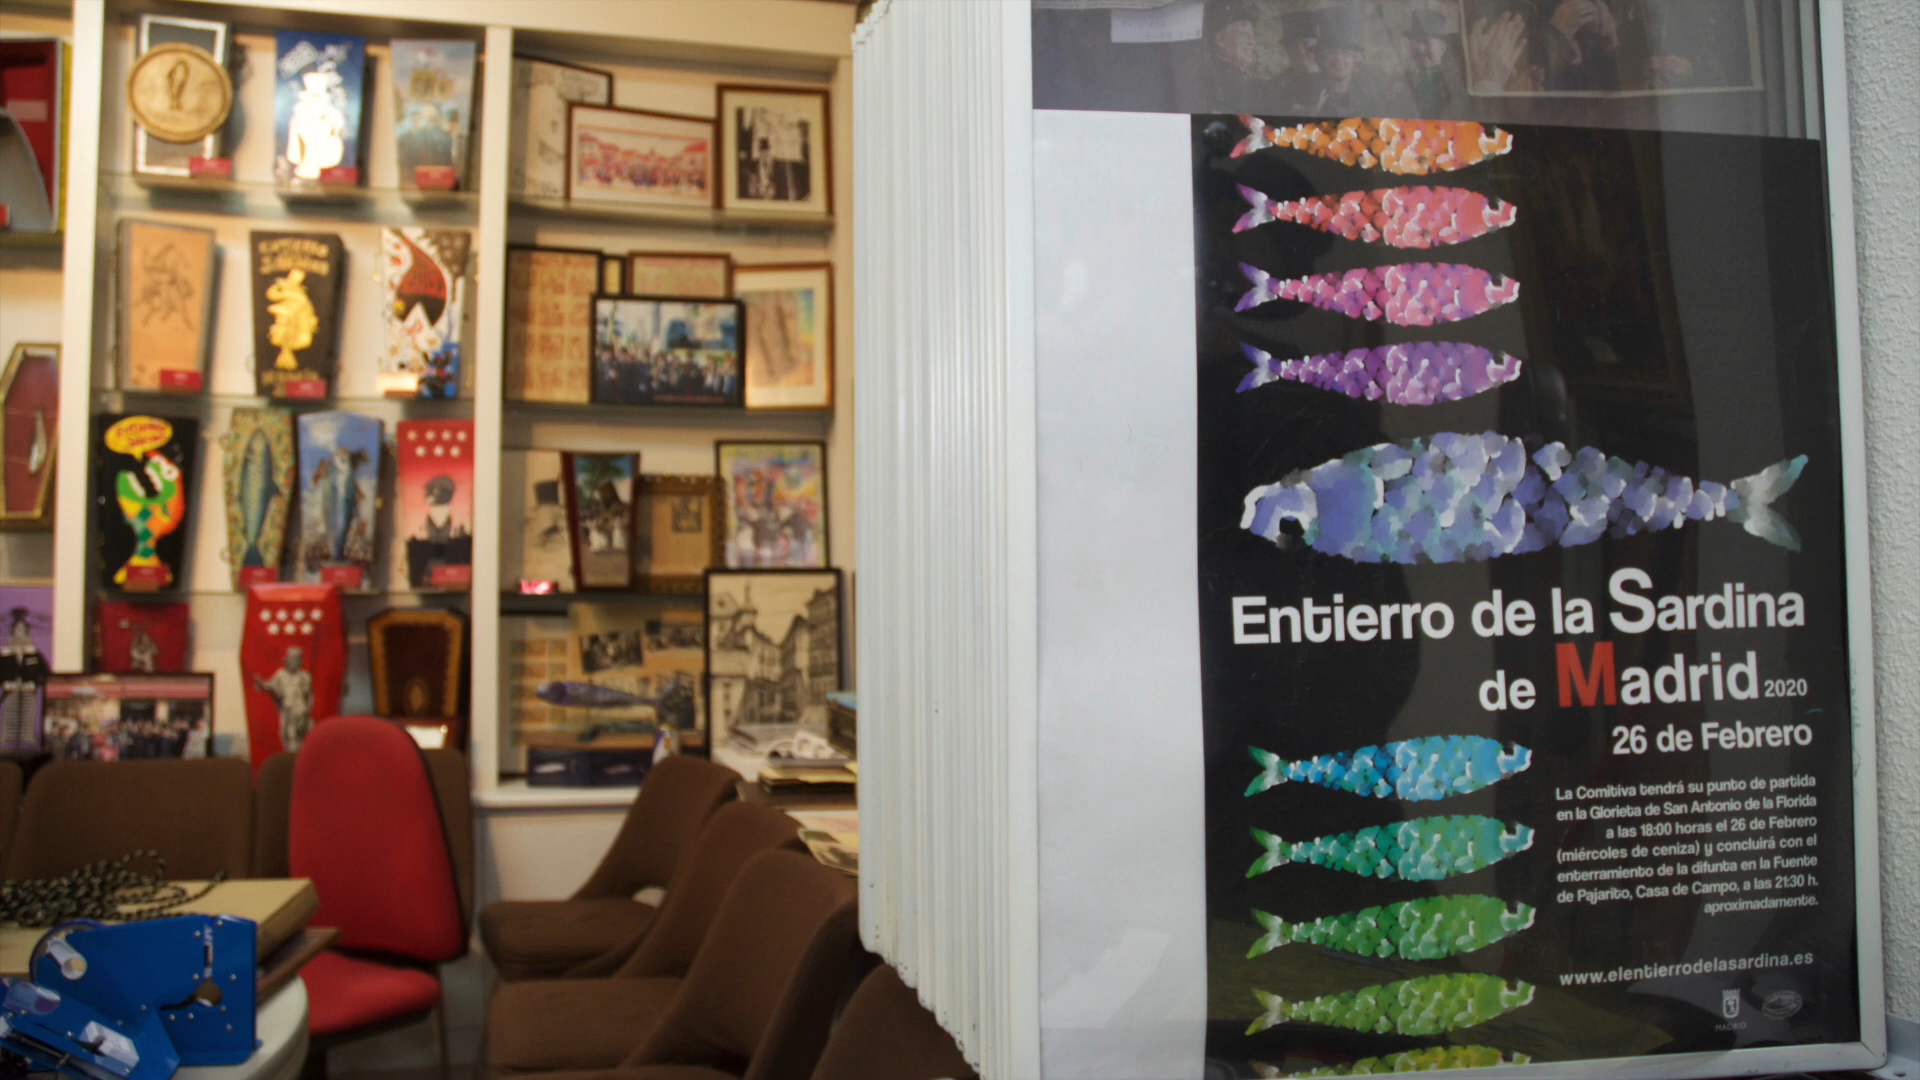 Entierro de la Sardina
de Madrid 2020
26 de Febrero
La Comitiva tendrá su punto de partida
en la Glorieta de San Antonio de la Florida
a las 18:00 horas el 26 de Febrero
(miércoles de ceniza) y concluirá con el
enterramiento de la difunta en la Fuente
de Pajarito, Casa de Campo, a las 21:30 h.
aproximadamente.
www.elentierrodelasardina.es
MADRID